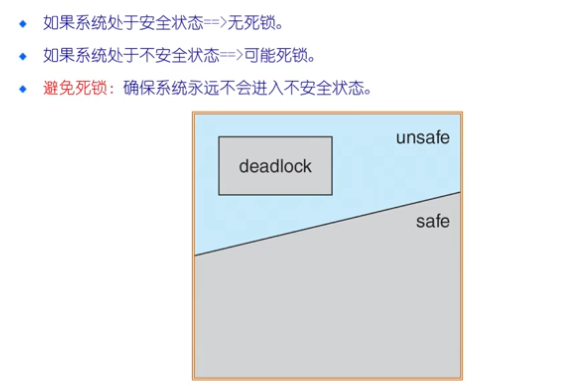 如果系统处于安全状态==>无死锁。
如果系统处于不安全状态==>可能死锁。
避免死锁：确保系统永远不会进入不安全状态。
unsafe
deadlock
safe